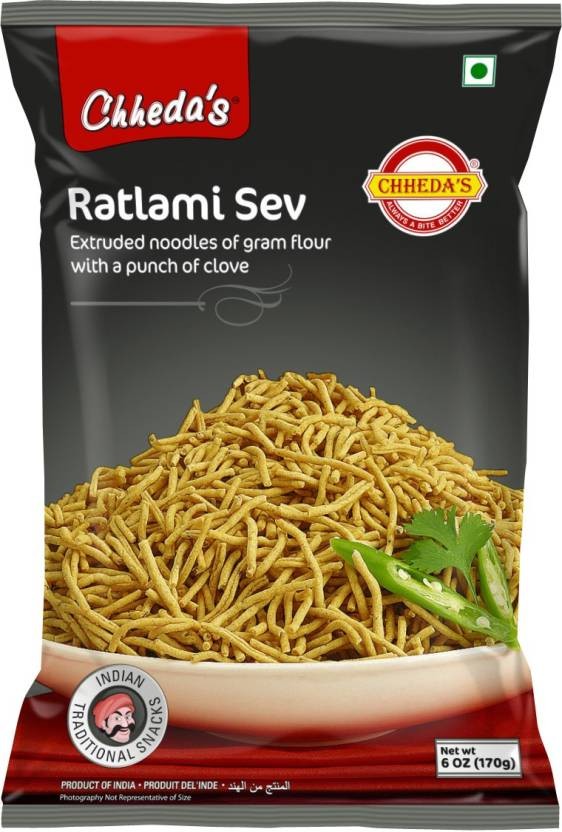 Chheda's
CHHEDA'S
®
ALWAYS A BITE BETTER
Ratlami Sev
Extruded noodles of gram flour
with a punch of clove
INDIAN
TRADITIONAL SNACKS
Net wt
6 OZ (170g)
PRODUCT OF INDIA • PRODUIT DEL'INDE • المنتج من الهند
Photography Not Representative of Size